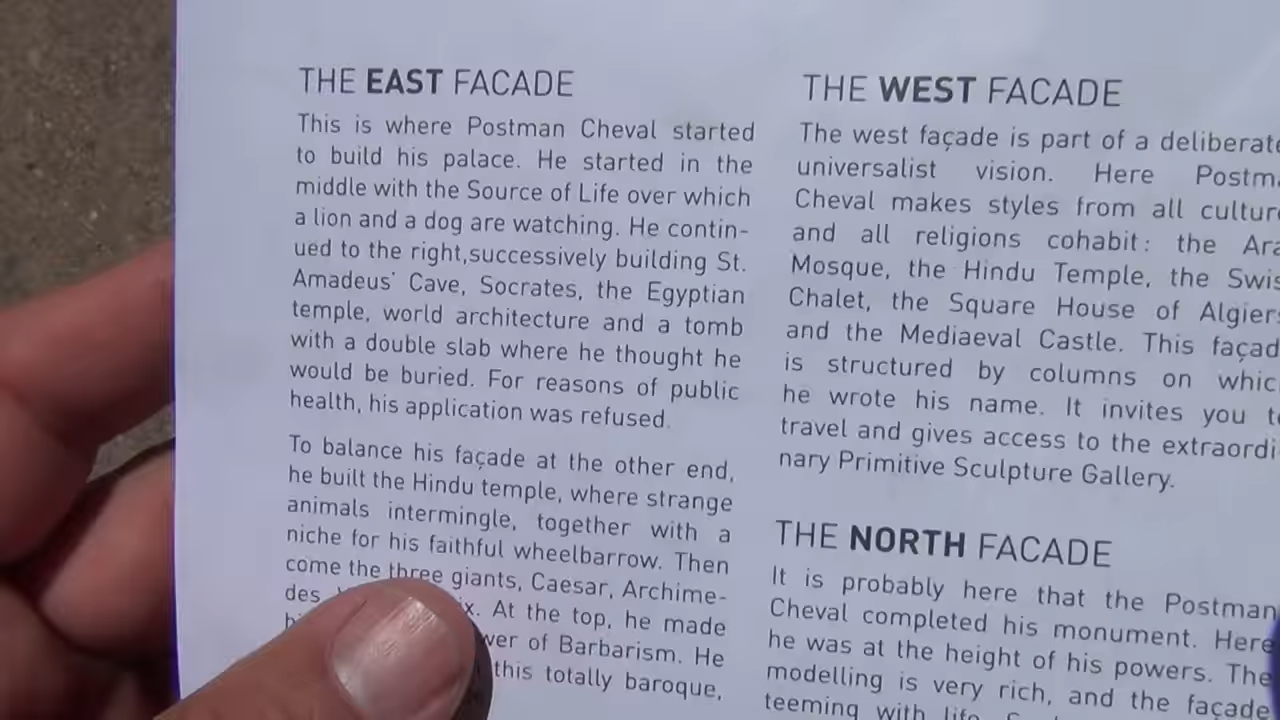 THE EAST FACADE
This is where Postman Cheval started
to build his palace. He started in the
middle with the Source of Life over which
a lion and a dog are watching. He contin-
ued to the right,successively building St.
Amadeus' Cave, Socrates, the Egyptian
temple, world architecture and a tomb
with a double slab where he thought he
would be buried. For reasons of public
health, his application was refused.
To balance his façade at the other end,
he built the Hindu temple, where strange
animals intermingle, together with a
niche for his faithful wheelbarrow. Then
come the three giants, Caesar, Archime-
des At the top, he made
of Barbarism. He
this totally baroque,
THE WEST FACADE
The west façade is part of a deliberate
universalist vision. Here
Cheval makes styles from all
and all religions cohabit: the
Mosque, the Hindu Temple, the
Chalet, the Square House of Algiers
and the Mediaeval Castle. This
is structured by columns on
he wrote his name. It invites you
travel and gives access to the extraordi-
nary Primitive Sculpture Gallery.
THE NORTH FACADE
It is probably here that the Postman
Cheval completed his monument. Here
he was at the height of his powers. The
modelling is very rich, and the façade
teeming with life.